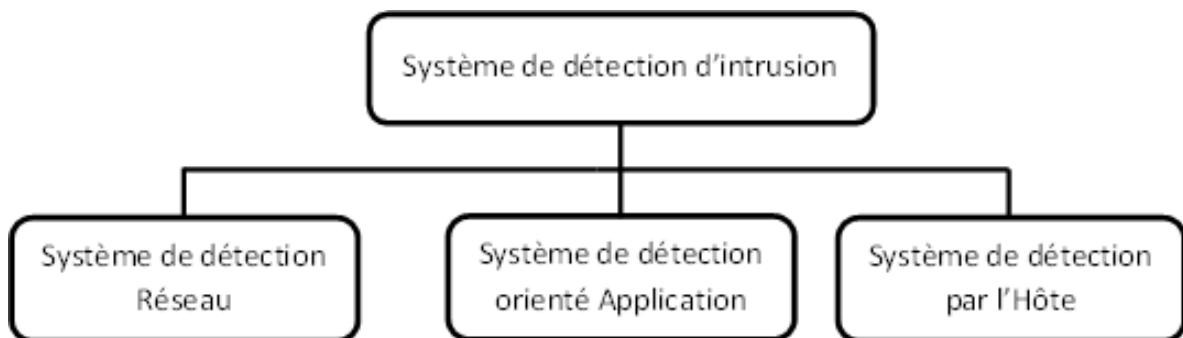 Système de détection d'intrusion
Système de détection
Réseau
Système de détection
orienté Application
Système de détection
par l'Hôte